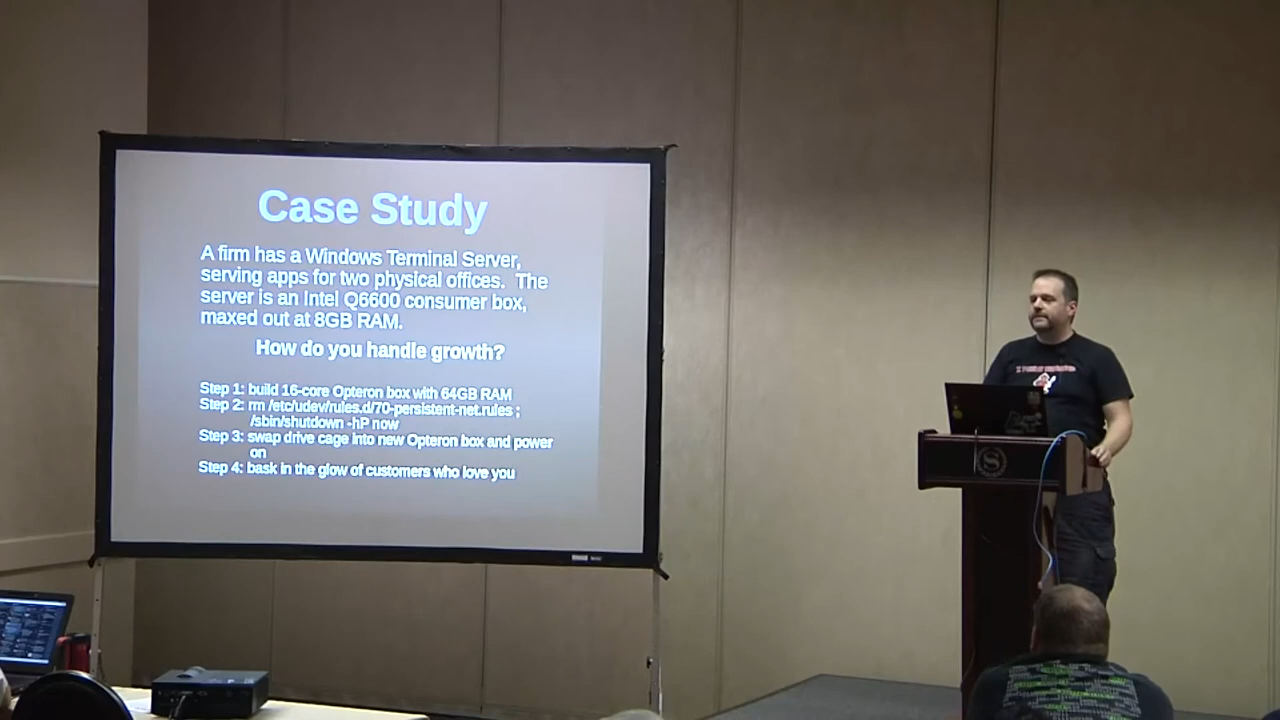 Case Study
A firm has a Windows Terminal Server,
serving apps for two physical offices.  The
server is an Intel Q6600 consumer box,
maxed out at 8GB RAM.
How do you handle growth?
Step 1: build 16-core Opteron box with 64GB RAM
Step 2: rm /etc/udev/rules.d/70-persistent-net.rules ;
/sbin/shutdown -hP now
Step 3: swap drive cage into new Opteron box and power
on
Step 4: bask in the glow of customers who love you
S